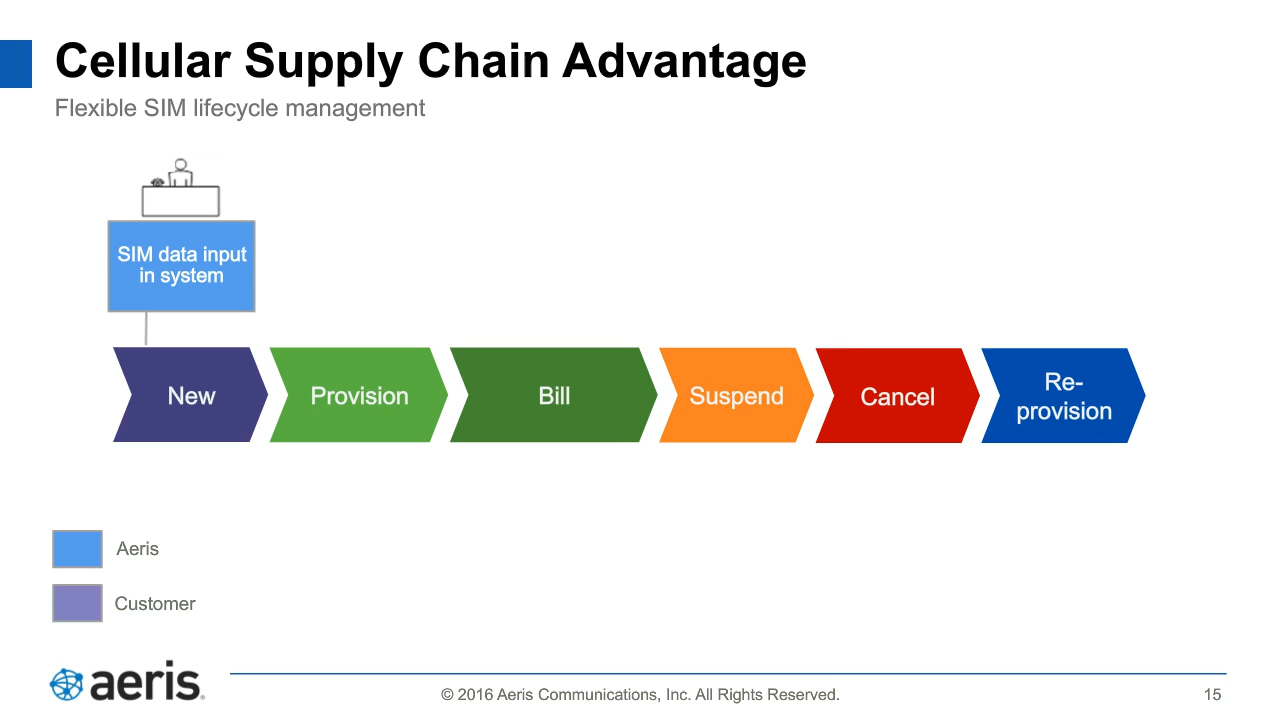 Cellular Supply Chain Advantage
Flexible SIM lifecycle management
SIM data input
in system
New
Provision
Bill
Suspend
Cancel
Re-
provision
Aeris
Customer
aeris
© 2016 Aeris Communications, Inc. All Rights Reserved.
15